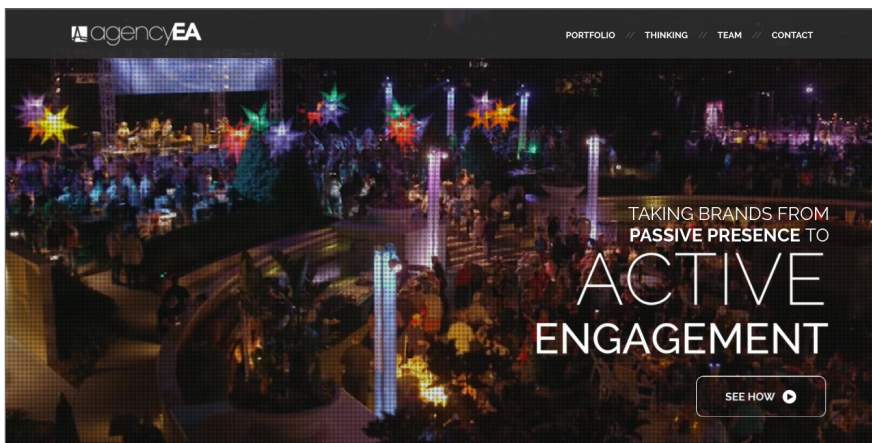 agencyEA
PORTFOLIO // THINKING // TEAM // CONTACT
TAKING BRANDS FROM
PASSIVE PRESENCE TO
ACTIVE
ENGAGEMENT
SEE HOW